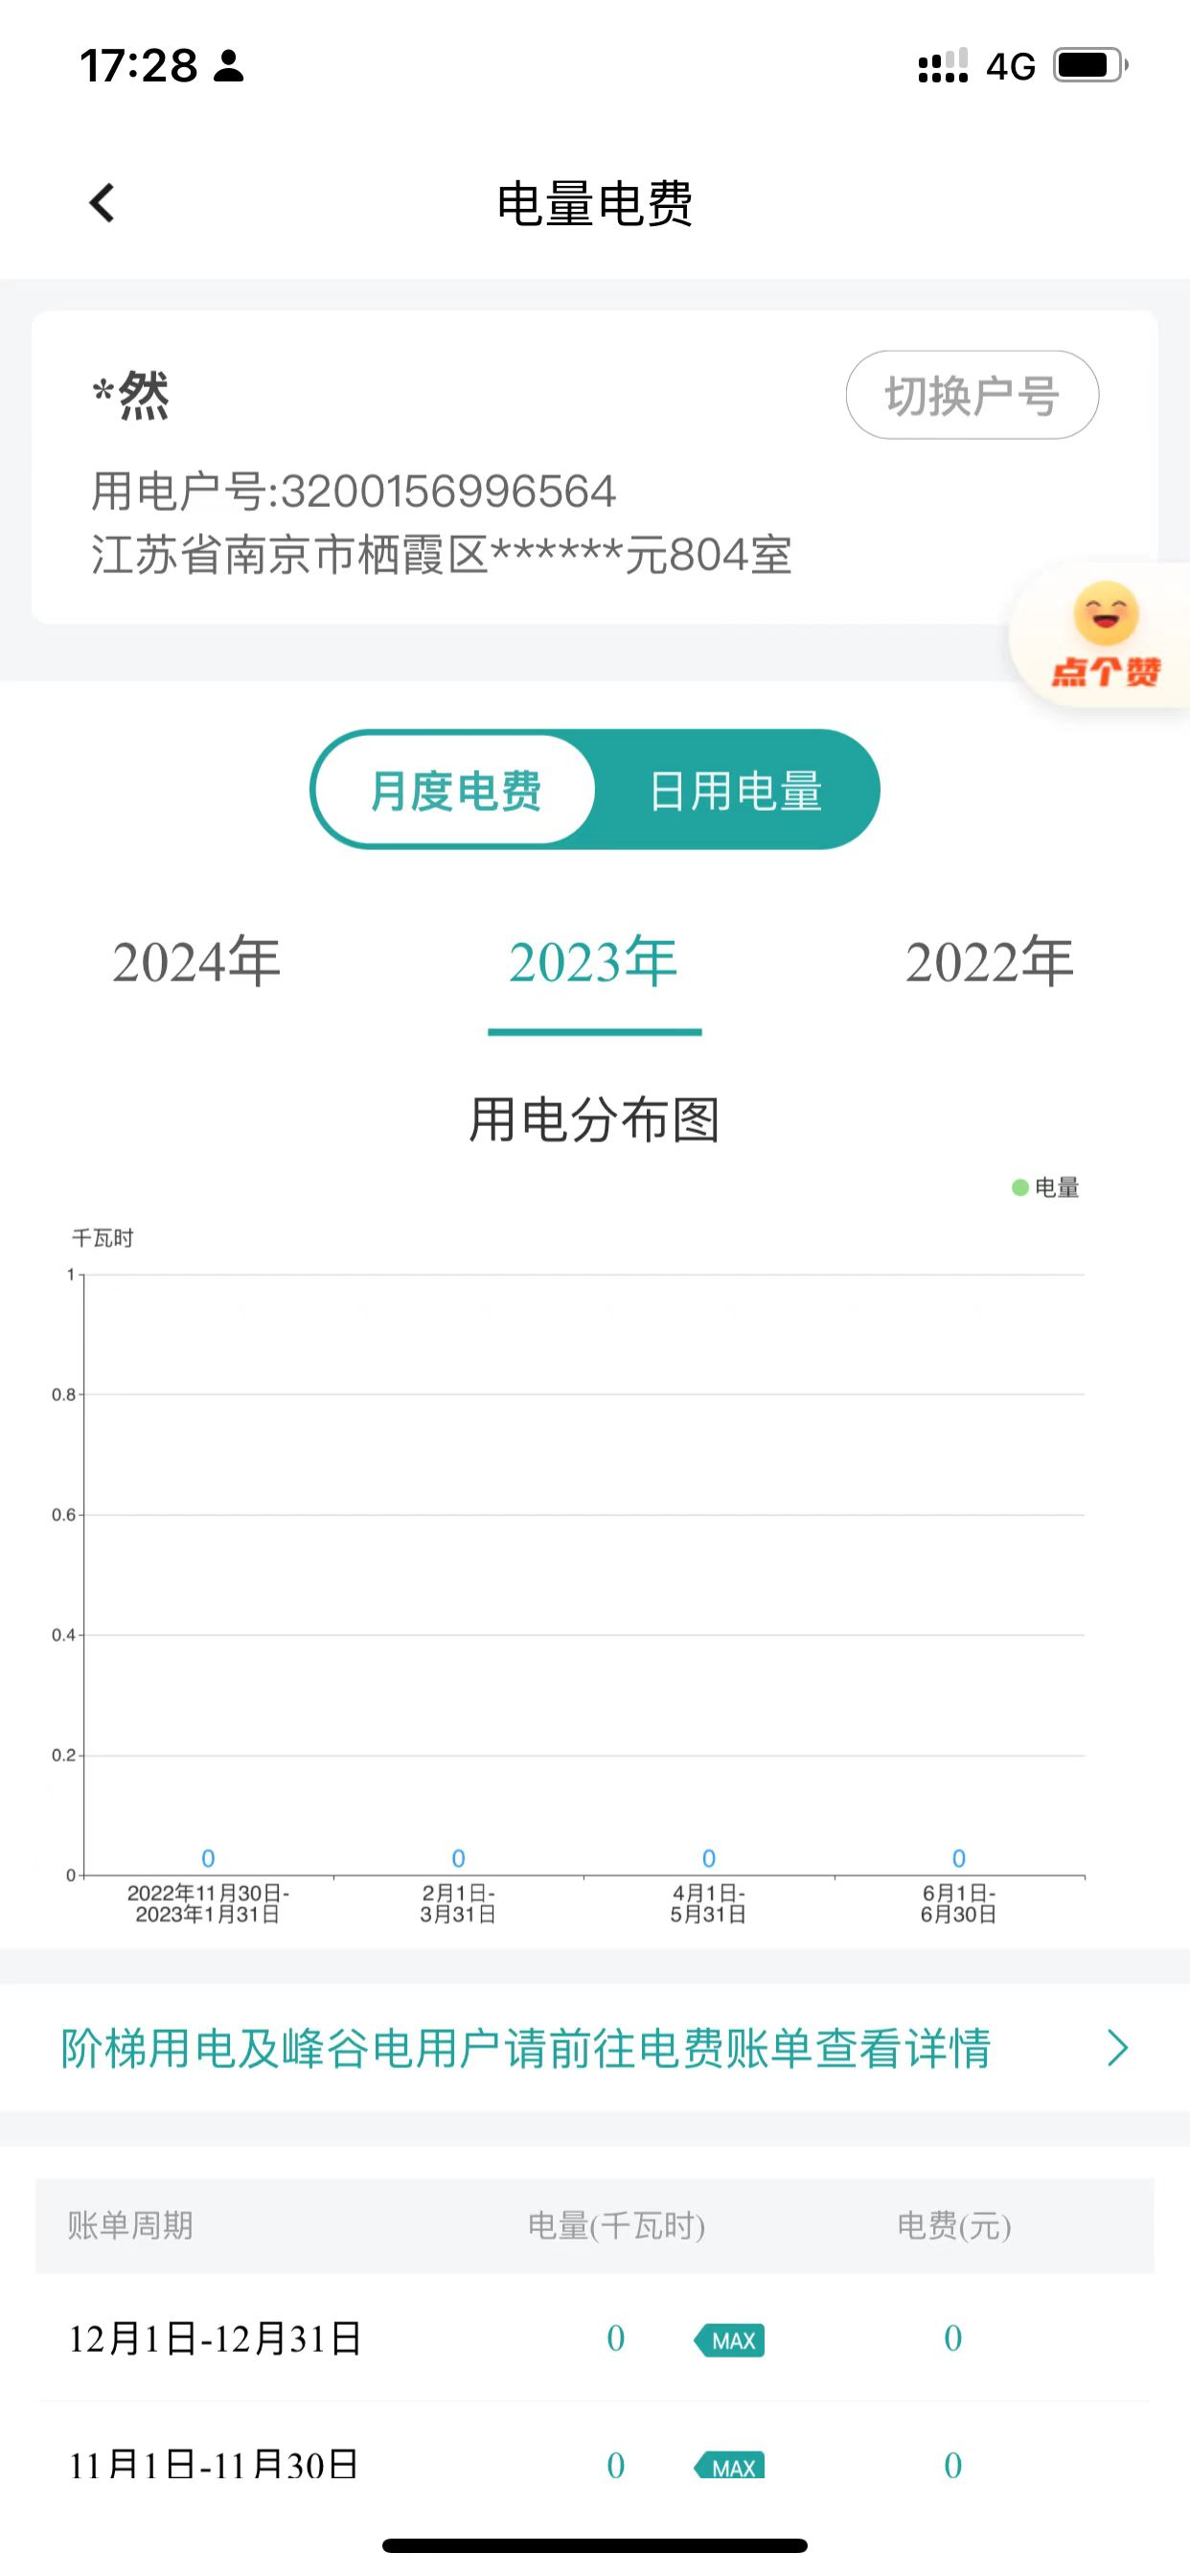 17:28
4G
电量电费
*然
切换户号
用电户号:3200156996564
江苏省南京市栖霞区******元804室
点个赞
月度电费
日用电量
2024年
2023年
2022年
用电分布图
电量
千瓦时
1
0.8
0.6
0.4
0.2
0
0
0
0
0
2022年11月30日-
2023年1月31日
2月1日-
3月31日
4月1日-
5月31日
6月1日-
6月30日
阶梯用电及峰谷电用户请前往电费账单查看详情
账单周期 电量(千瓦时) 电费(元)
12月1日-12月31日 0 MAX 0
11月1日-11月30日 0 MAX 0